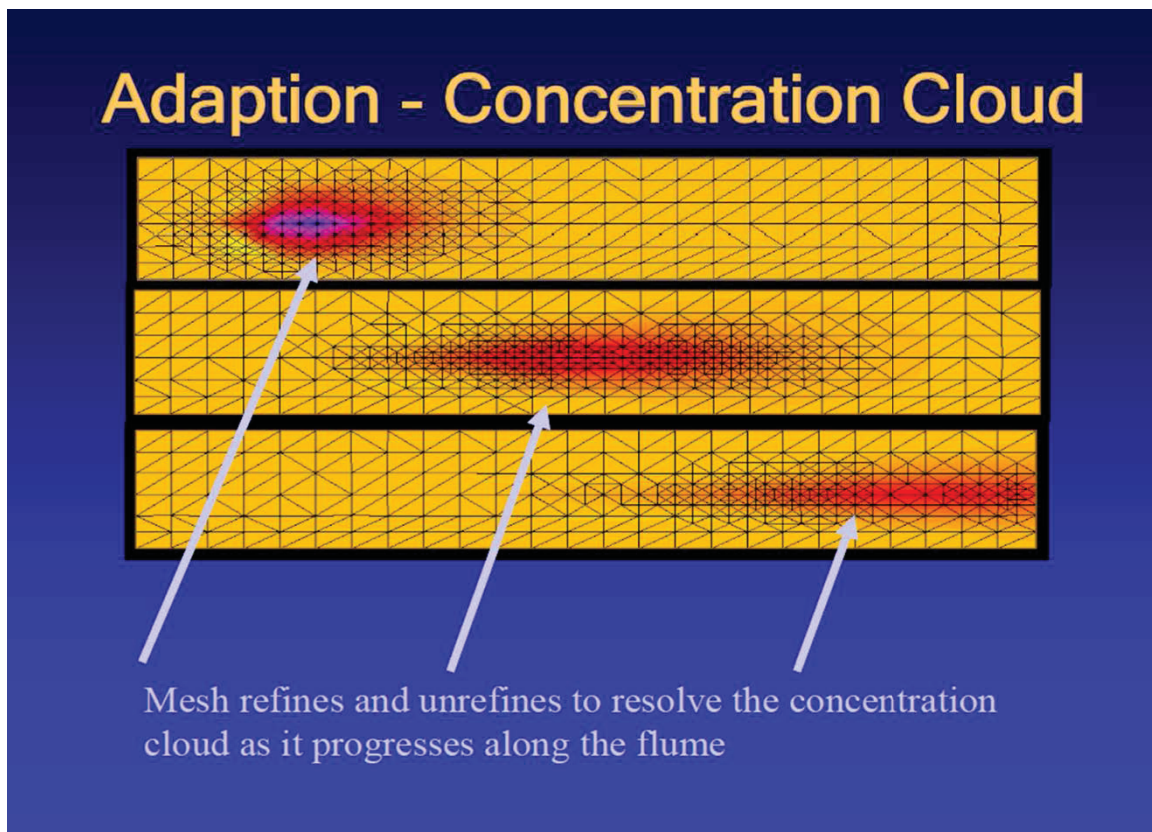 Adaption - Concentration Cloud
Mesh refines and unrefines to resolve the concentration
cloud as it progresses along the flume